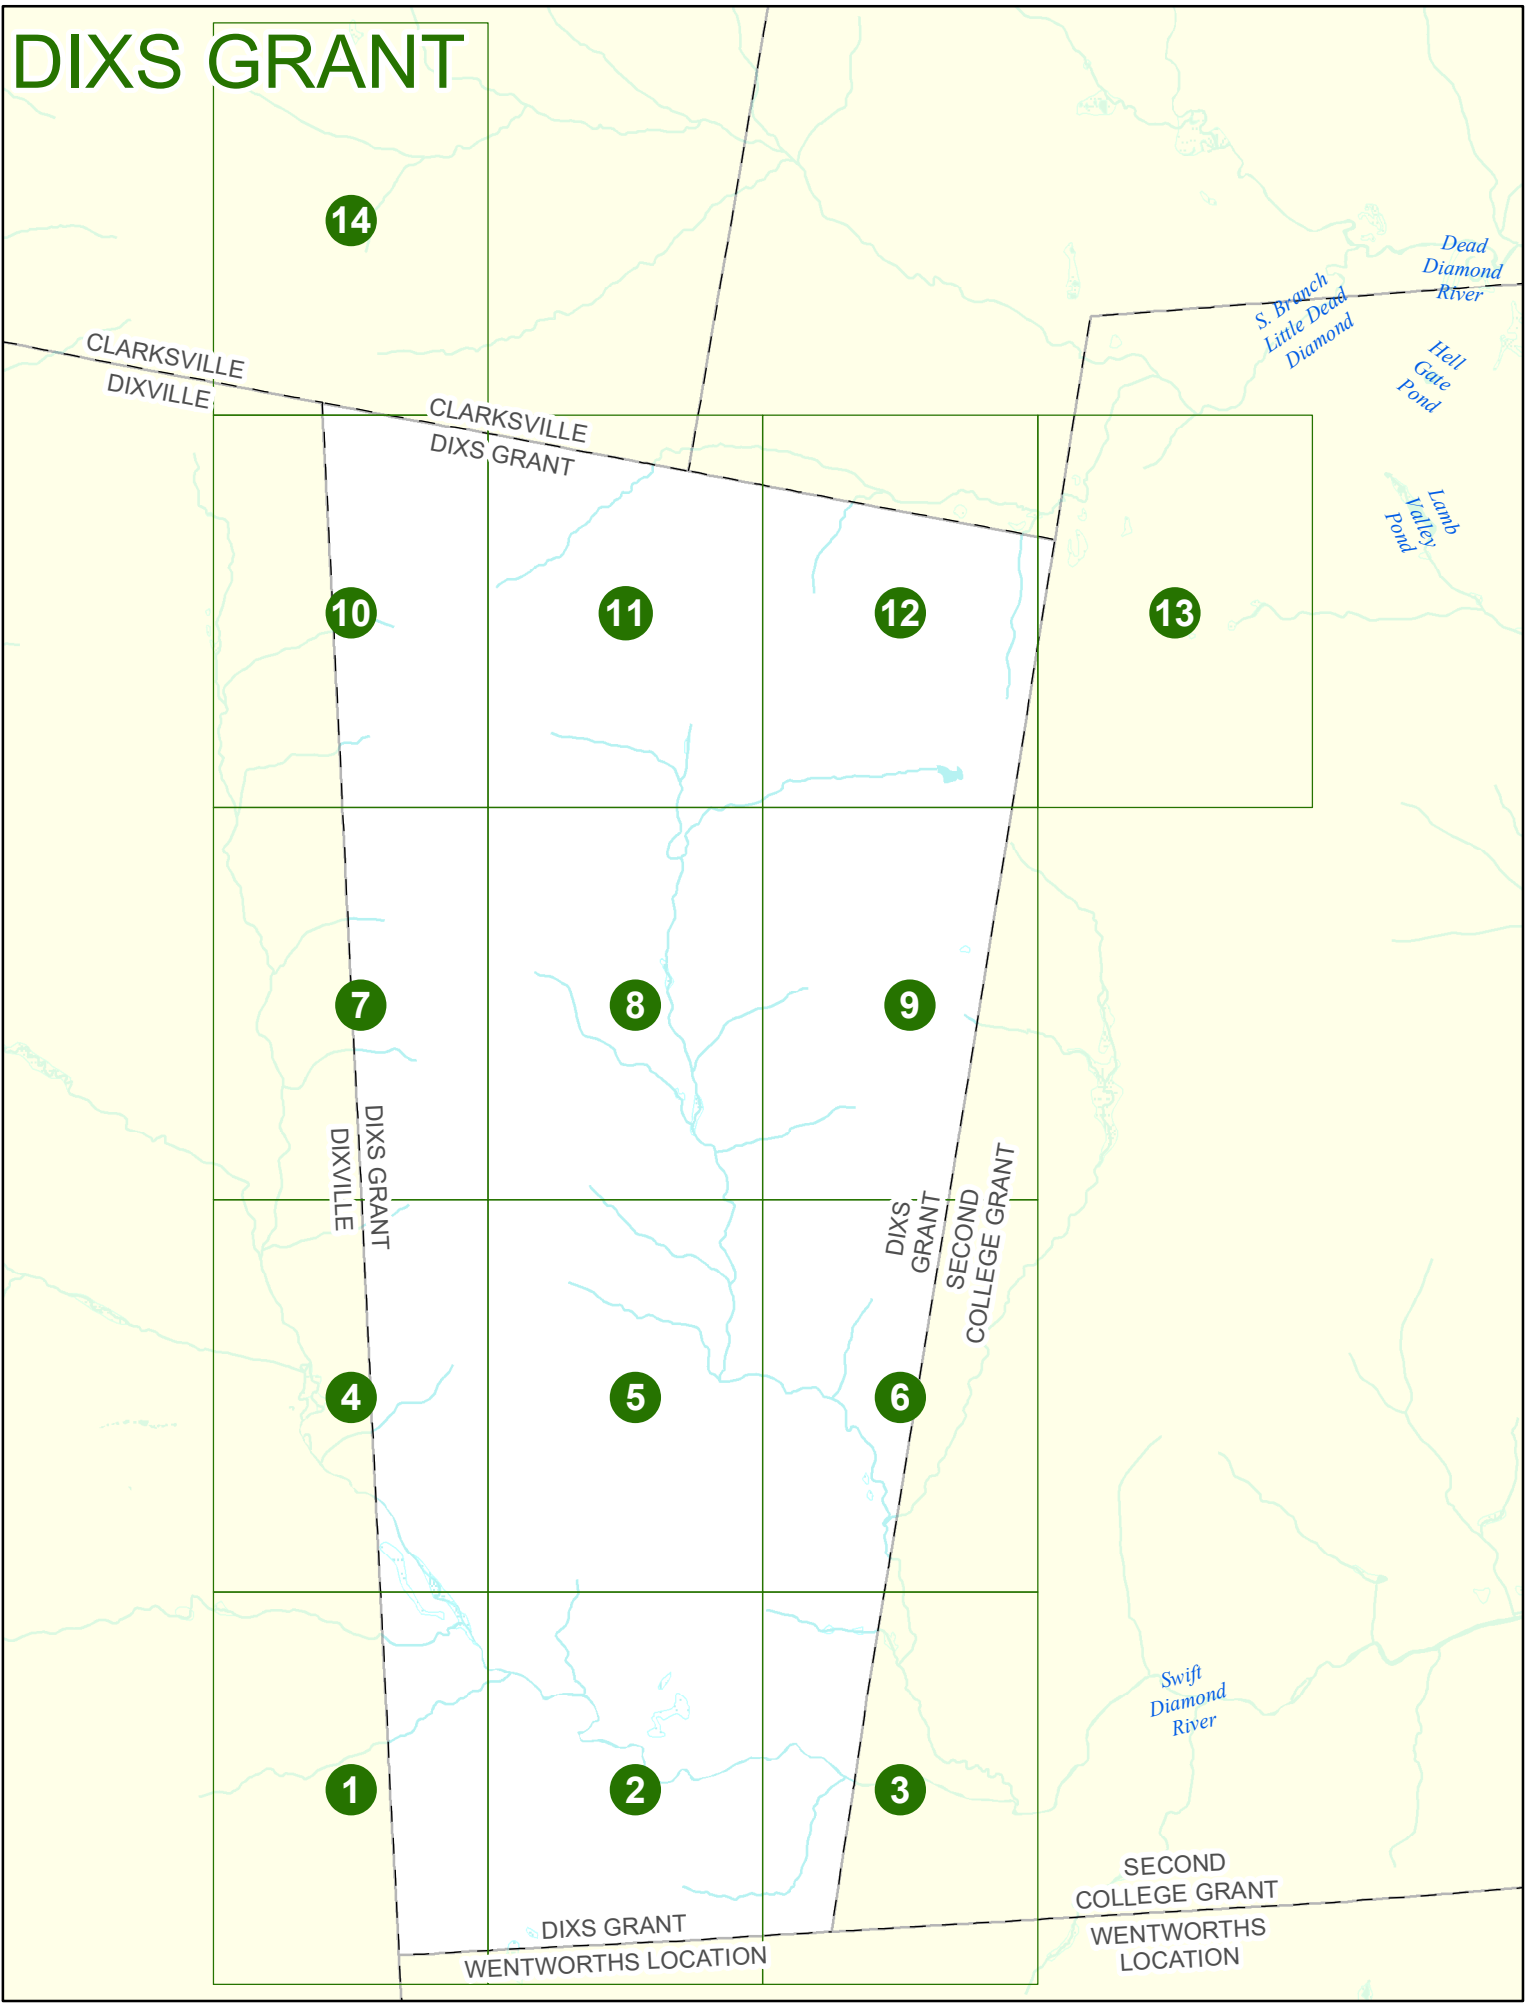 DIXS GRANT
14
Dead
Diamond
River
S. Branch
Little Dead
Diamond
Hell
Gate
Pond
CLARKSVILLE
DIXVILLE
CLARKSVILLE
DIXS GRANT
Lamb
Valley
Pond
10
11
12
13
7
8
9
DIXS GRANT
DIXVILLE
DIXS
GRANT
SECOND
COLLEGE GRANT
4
5
6
Swift
Diamond
River
1
2
3
SECOND
COLLEGE GRANT
DIXS GRANT
WENTWORTHS LOCATION
WENTWORTHS
LOCATION